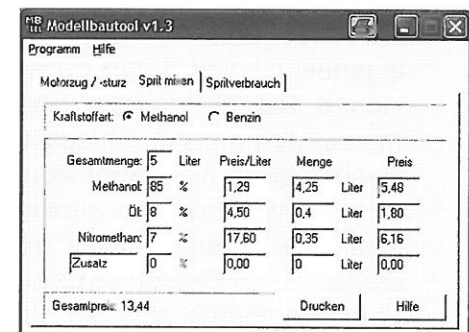 MB TEL Modellbautool v1.3
Programm Hilfe
Motorzug / -sturz Sprit mixen Spritverbrauch
Kraftstoffart: Methanol Benzin
Gesamtmenge: 5 Liter Preis/Liter Menge Preis
Methanol: 85 % 1,29 4,25 Liter 5,48
Öl: 8 % 4,50 0,4 Liter 1,80
Nitromethan: 7 % 17,60 0,35 Liter 6,16
Zusatz 0 % 0,00 0 Liter 0,00
Gesamtpreis: 13,44 Drucken Hilfe